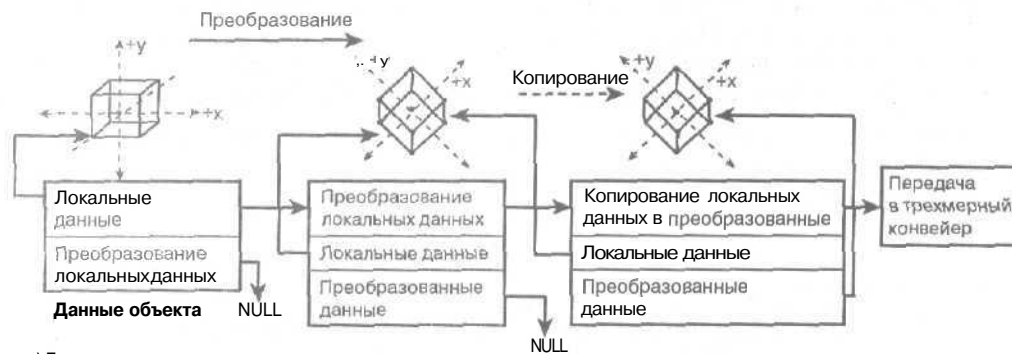 Преобразование
+y
+x
+y
+x
Копирование
+y
+x
Локальные
данные
Преобразование
локальныхданных
Данные объекта
NULL
Преобразование
локальных данных
Локальные данные
Преобразованные
данные
NULL
Копирование локальных
данных в преобразованные
Локальные данные
Преобразованные
данные
Передача
в трехмерный
конвейер